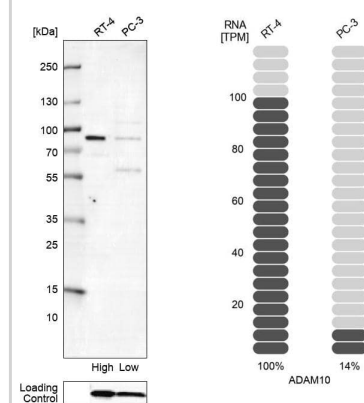 [kDa]
RT-4
PC-3
250
130
100
70
55
35
25
15
10
High Low
Loading
Control
RNA
[TPM]
RT-4
PC-3
100
80
60
40
20
100%
14%
ADAM10